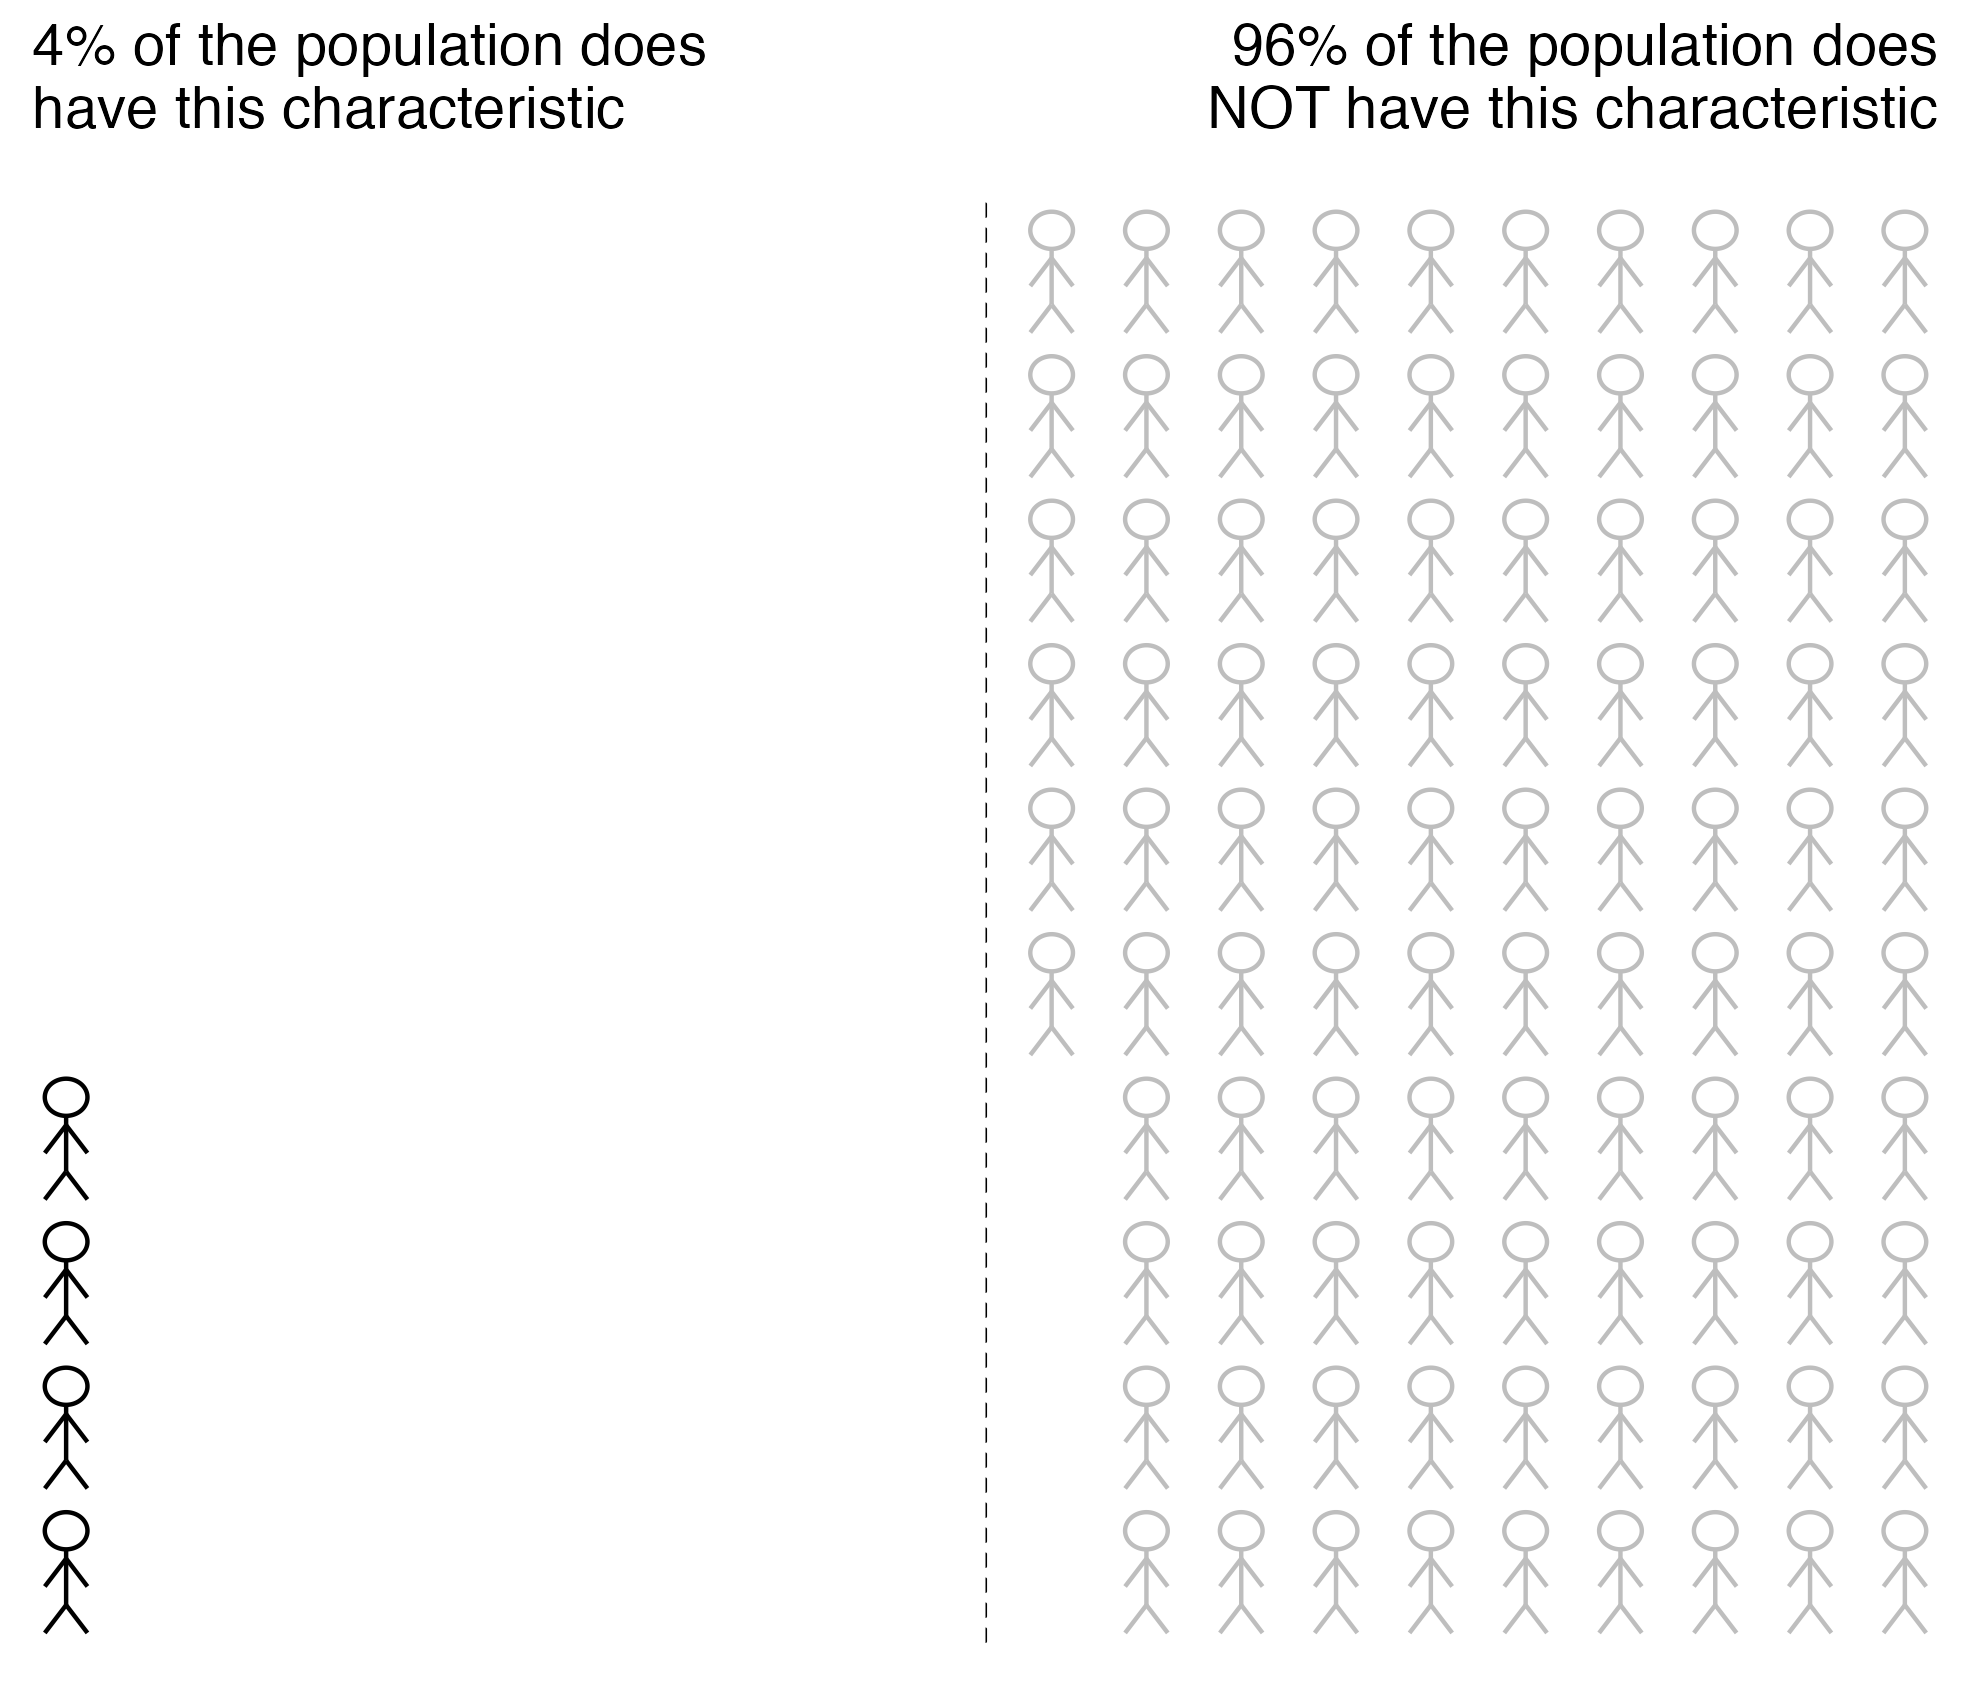 4% of the population does
have this characteristic
96% of the population does
NOT have this characteristic